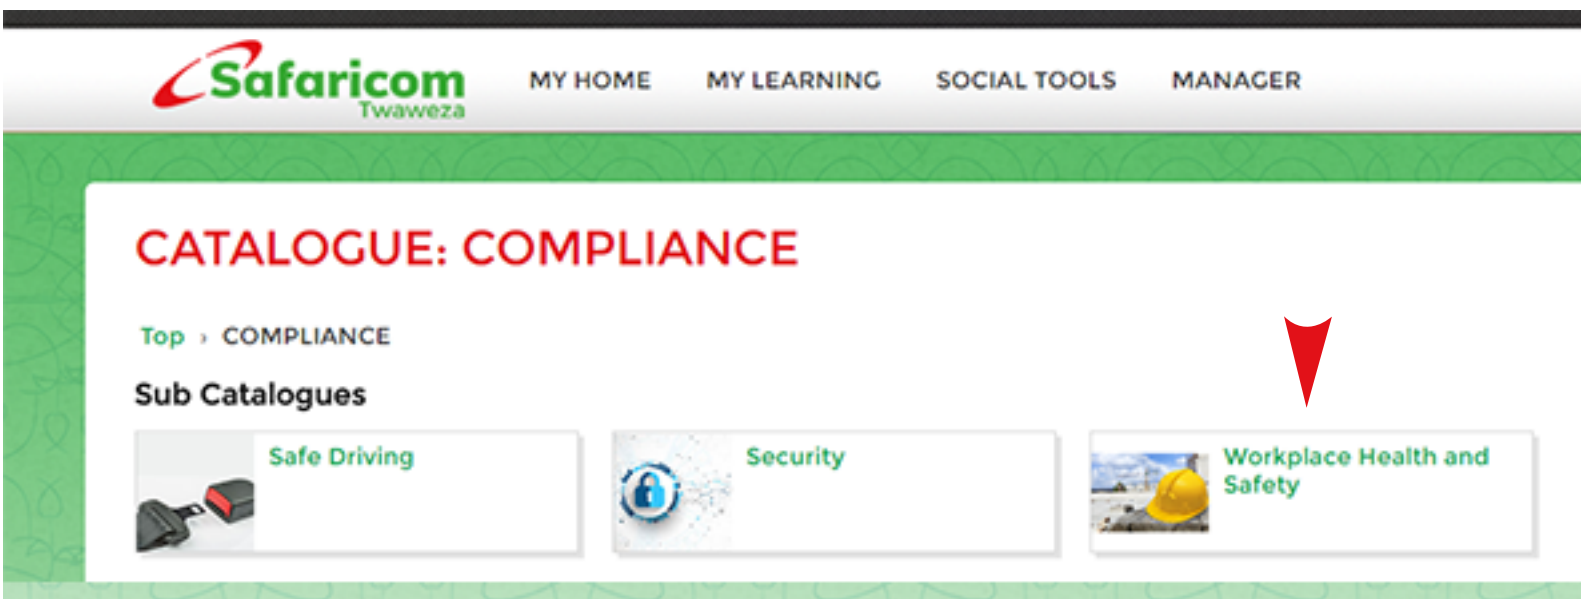 Safaricom
Twaweza
MY HOME MY LEARNING SOCIAL TOOLS MANAGER
CATALOGUE: COMPLIANCE
Top › COMPLIANCE
Sub Catalogues
Safe Driving
Security
Workplace Health and
Safety